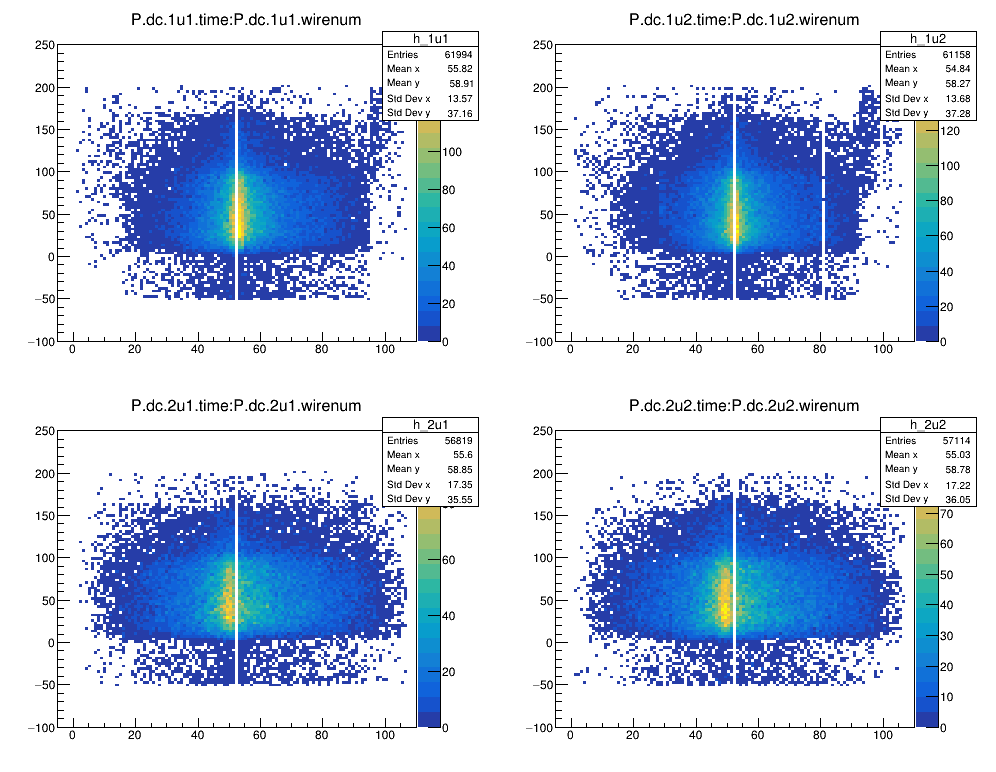 P.dc.1u1.time:P.dc.1u1.wirenum
h_1u1
Entries 61994
Mean x 55.82
Mean y 58.91
Std Dev x 13.57
Std Dev y 37.16
250
200
150
100
50
0
−50
−100
0 20 40 60 80 100
100
80
60
40
20
0
P.dc.1u2.time:P.dc.1u2.wirenum
h_1u2
Entries 61158
Mean x 54.84
Mean y 58.27
Std Dev x 13.68
Std Dev y 37.28
250
200
150
100
50
0
−50
−100
0 20 40 60 80 100
120
100
80
60
40
20
0
P.dc.2u1.time:P.dc.2u1.wirenum
h_2u1
Entries 56819
Mean x 55.6
Mean y 58.85
Std Dev x 17.35
Std Dev y 35.55
250
200
150
100
50
0
−50
−100
0 20 40 60 80 100
60
40
20
0
P.dc.2u2.time:P.dc.2u2.wirenum
h_2u2
Entries 57114
Mean x 55.03
Mean y 58.78
Std Dev x 17.22
Std Dev y 36.05
250
200
150
100
50
0
−50
−100
0 20 40 60 80 100
70
60
50
40
30
20
10
0